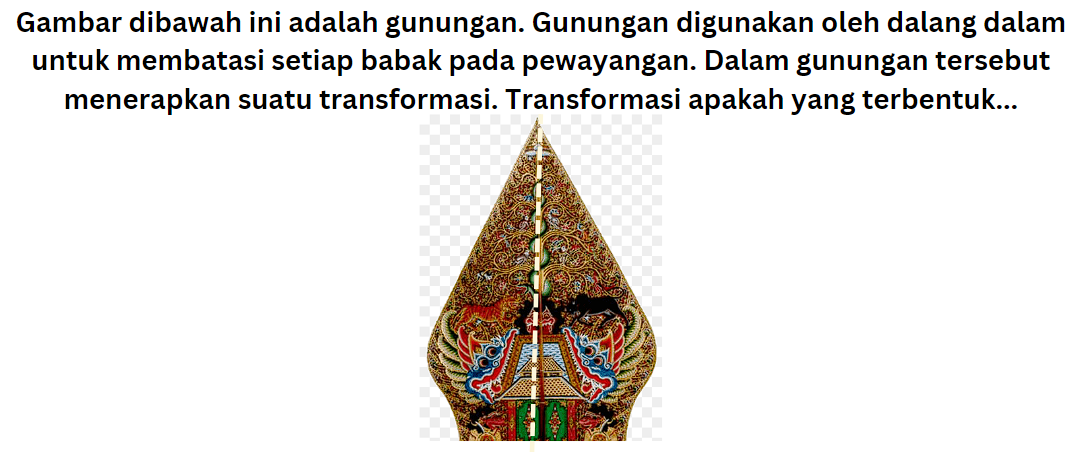 Gambar dibawah ini adalah gunungan. Gunungan digunakan oleh dalang dalam
untuk membatasi setiap babak pada pewayangan. Dalam gunungan tersebut
menerapkan suatu transformasi. Transformasi apakah yang terbentuk...